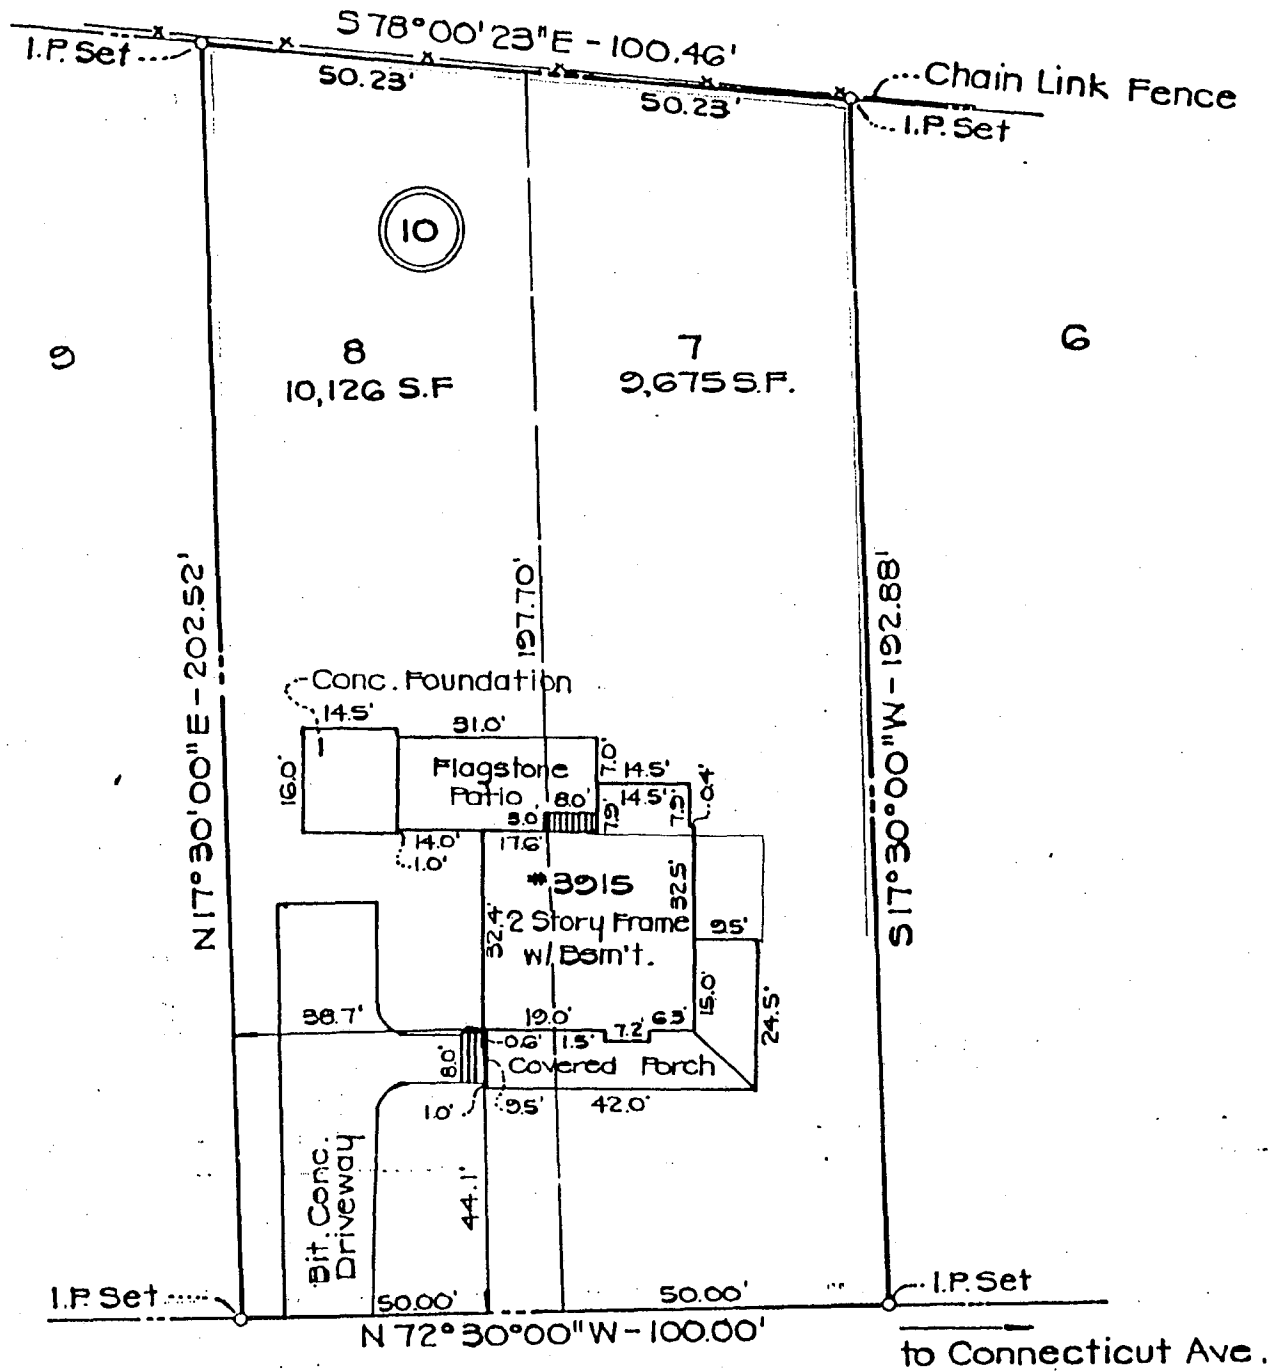 S 78°00'23"E - 100.46'
I.P. Set
50.23'
50.23'
Chain Link Fence
I.P. Set
10
9
8
10,126 S.F
7
9,675 S.F.
6
N 17°30'00"E - 202.52'
197.70'
S 17°30'00"W - 192.88'
Conc. Foundation
14.5'
31.0'
16.0'
Flagstone
Patio
7.0'
14.5'
14.5'
8.0'
3.0'
7.9'
7.9'
0.4'
14.0'
1.0'
17.6'
#3915
2 Story Frame
w/ Bsm't.
32.4'
32.5'
9.5'
15.0'
24.5'
38.7'
19.0'
7.2'
6.3'
0.6'
1.5'
8.0'
Covered Porch
1.0'
9.5'
42.0'
44.1'
Bit. Conc.
Driveway
I.P. Set
50.00'
50.00'
I.P. Set
N 72°30°00"W - 100.00'
to Connecticut Ave.